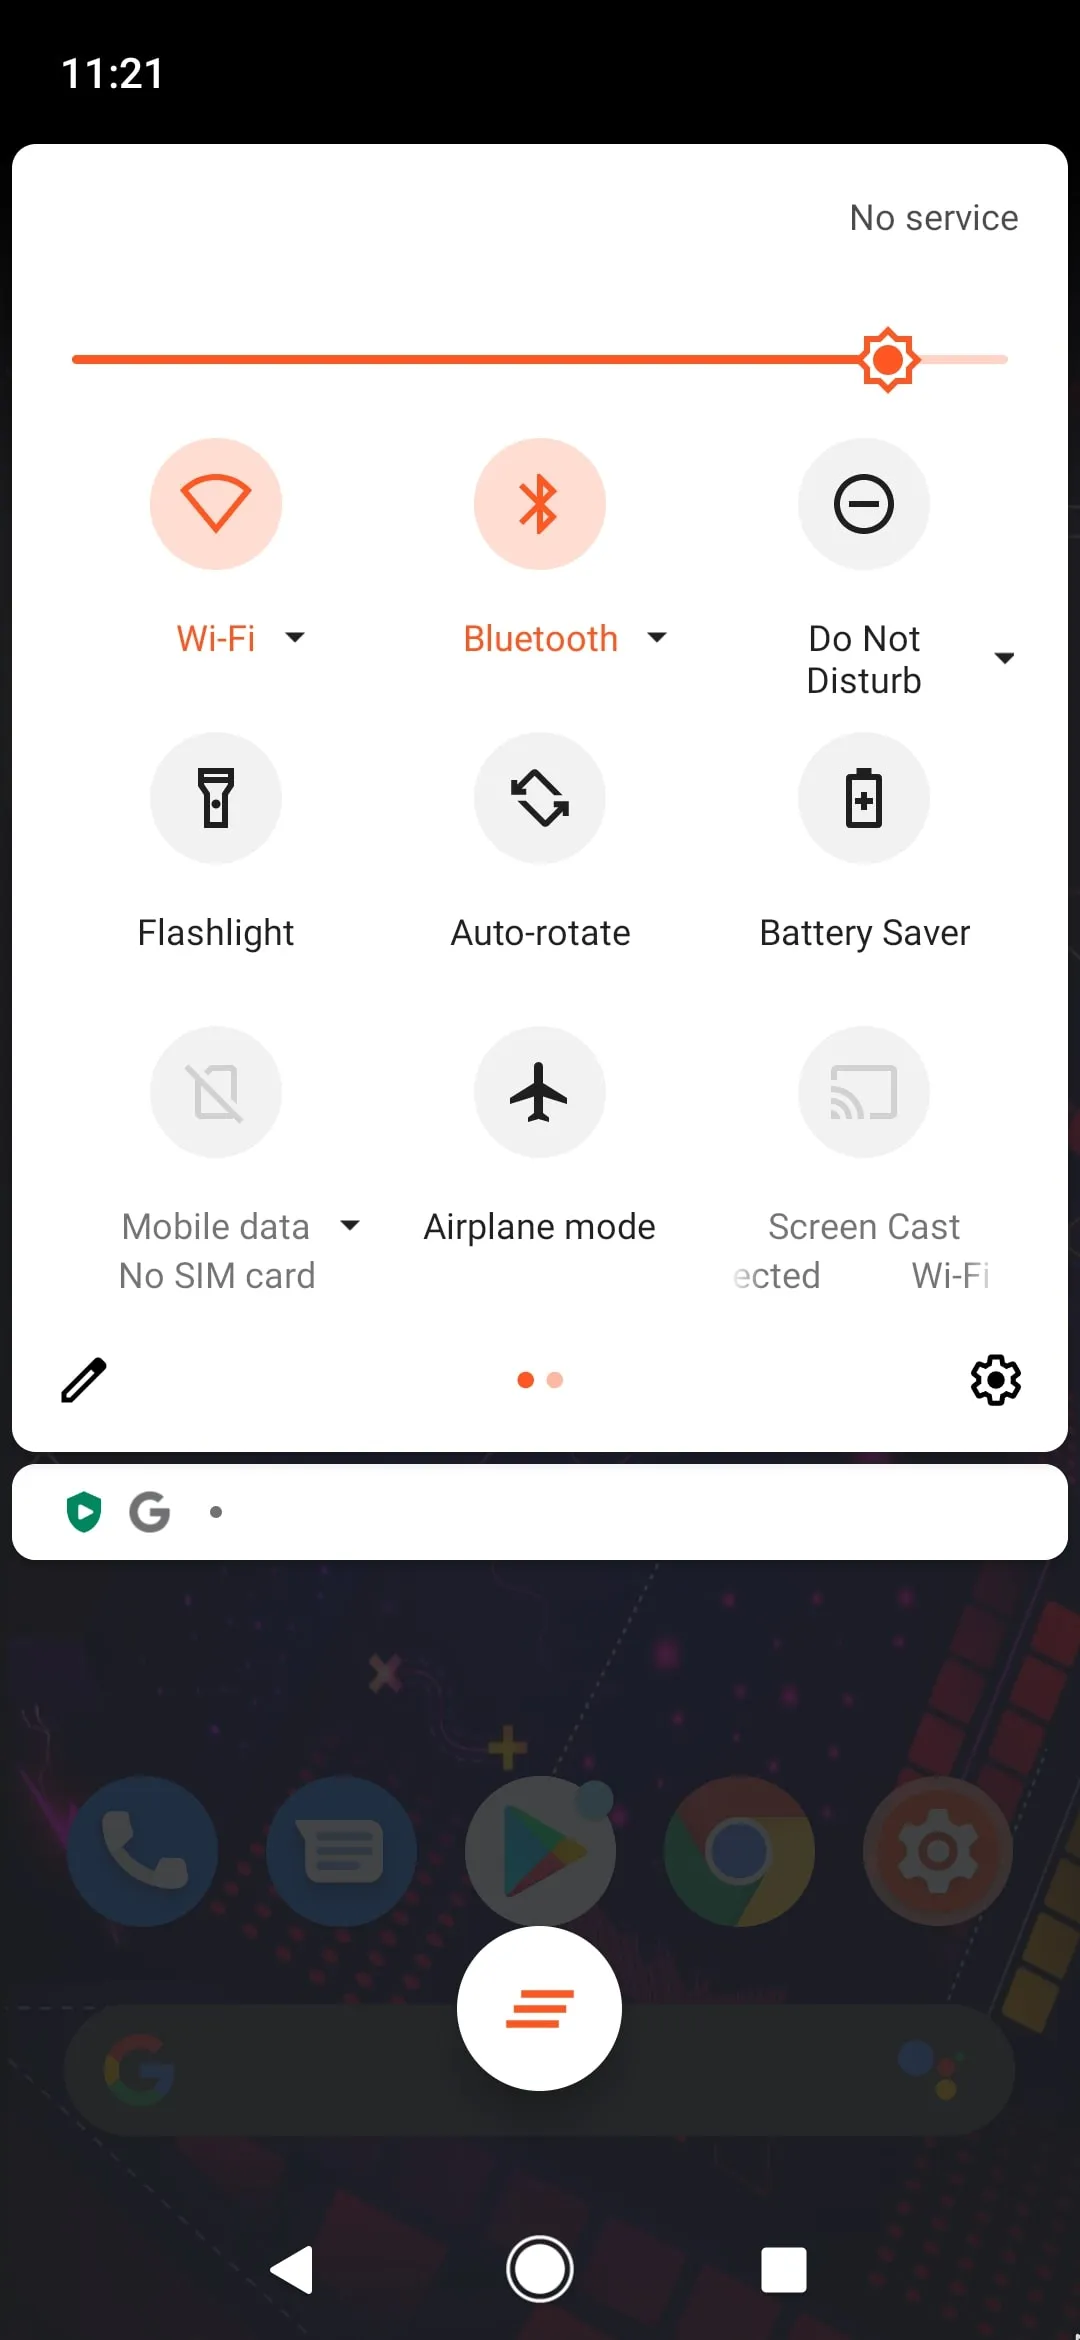 11:21
No service
Wi-Fi
Bluetooth
Do Not
Disturb
Flashlight
Auto-rotate
Battery Saver
Mobile data
No SIM card
Airplane mode
Screen Cast
ected Wi-Fi